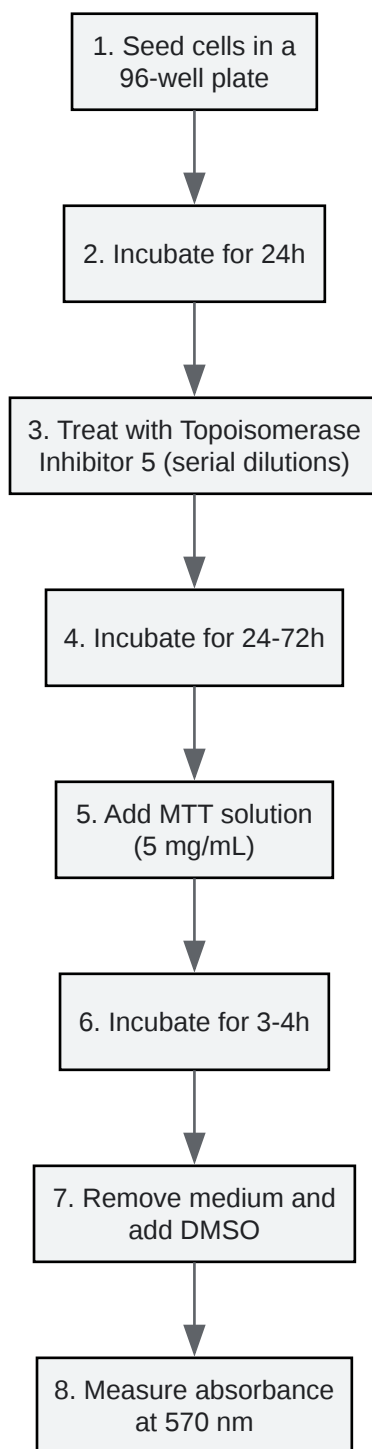 1. Seed cells in a
96-well plate
2. Incubate for 24h
3. Treat with Topoisomerase
Inhibitor 5 (serial dilutions)
4. Incubate for 24-72h
5. Add MTT solution
(5 mg/mL)
6. Incubate for 3-4h
7. Remove medium and
add DMSO
8. Measure absorbance
at 570 nm